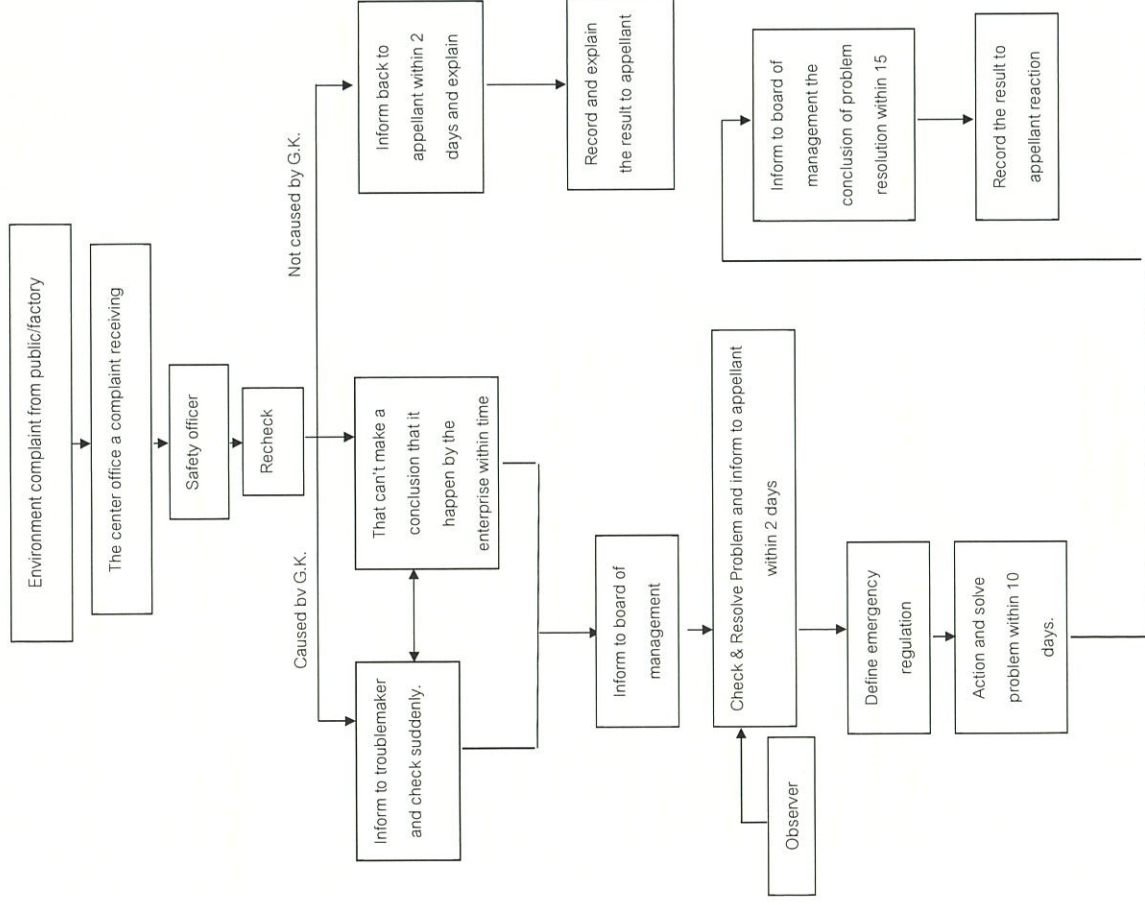 Environment complaint from public/factory
The center office a complaint receiving
Safety officer
Recheck
Caused by G.K.
Not caused by G.K.
Inform to troublemaker
and check suddenly.
That can't make a
conclusion that it
happen by the
enterprise within time
Inform back to
appellant within 2
days and explain
Record and explain
the result to appellant
Inform to board of
management
Observer
Check & Resolve Problem and inform to appellant
within 2 days
Define emergency
regulation
Action and solve
problem within 10
days.
Inform to board of
management the
conclusion of problem
resolution within 15
Record the result to
appellant reaction